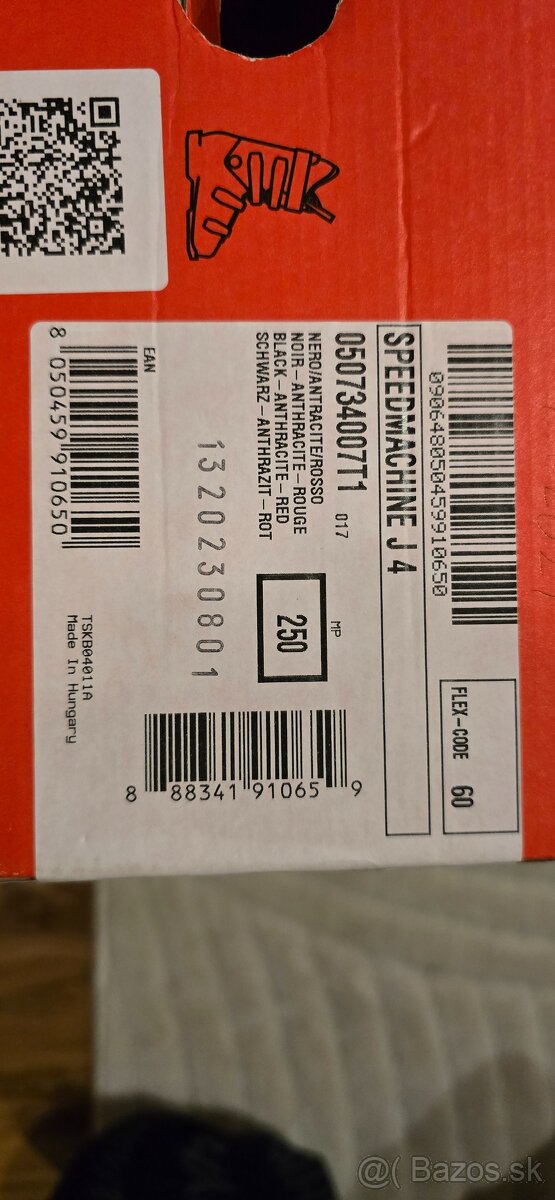 090648050459910650
FLEX-CODE 60
SPEEDMACHINE J 4
050734007T1 017
MP
250
NERO/ANTRACITE/ROSSO
NOIR-ANTHRACITE-ROUGE
BLACK-ANTHRACITE-RED
SCHWARZ-ANTHRAZIT-ROT
1320230801
8 88341 91065 9
EAN
8 050459 910650
TSKB04011A
Made In Hungary
@( Bazos.sk